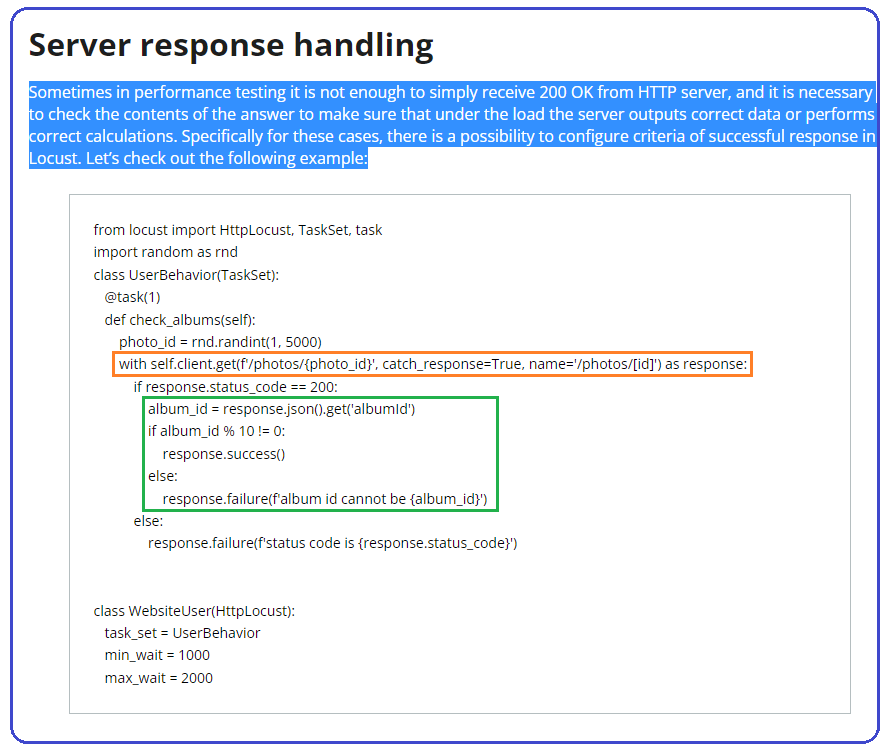 Server response handling
Sometimes in performance testing it is not enough to simply receive 200 OK from HTTP server, and it is necessary
to check the contents of the answer to make sure that under the load the server outputs correct data or performs
correct calculations. Specifically for these cases, there is a possibility to configure criteria of successful response in
Locust. Let’s check out the following example:
from locust import HttpLocust, TaskSet, task
import random as rnd
class UserBehavior(TaskSet):
@task(1)
def check_albums(self):
photo_id = rnd.randint(1, 5000)
with self.client.get(f'/photos/{photo_id}', catch_response=True, name='/photos/[id]') as response:
if response.status_code == 200:
album_id = response.json().get('albumId')
if album_id % 10 != 0:
response.success()
else:
response.failure(f'album id cannot be {album_id}')
else:
response.failure(f'status code is {response.status_code}')
class WebsiteUser(HttpLocust):
task_set = UserBehavior
min_wait = 1000
max_wait = 2000